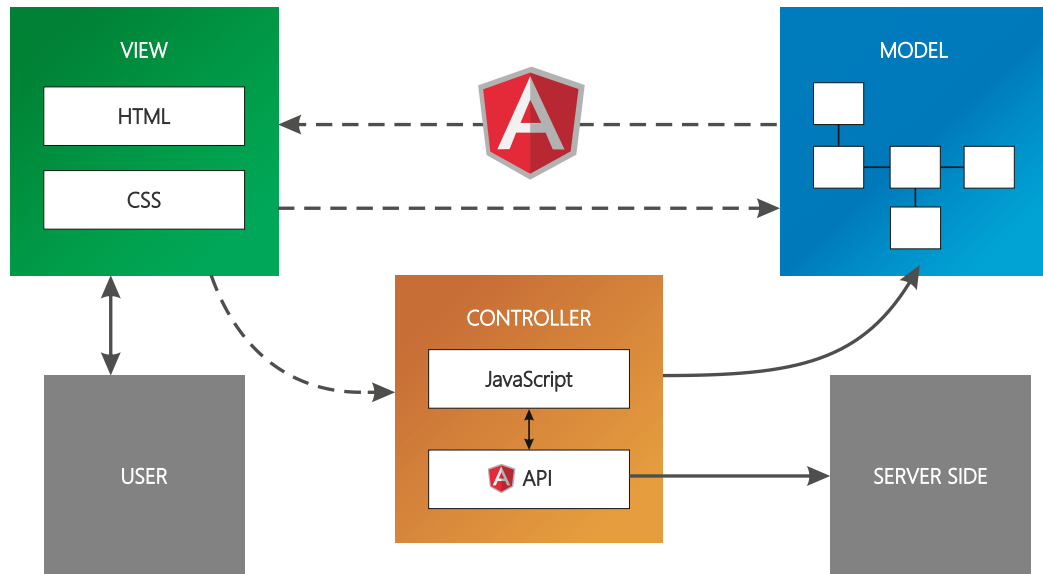 VIEW
HTML
CSS
MODEL
CONTROLLER
JavaScript
API
USER
SERVER SIDE